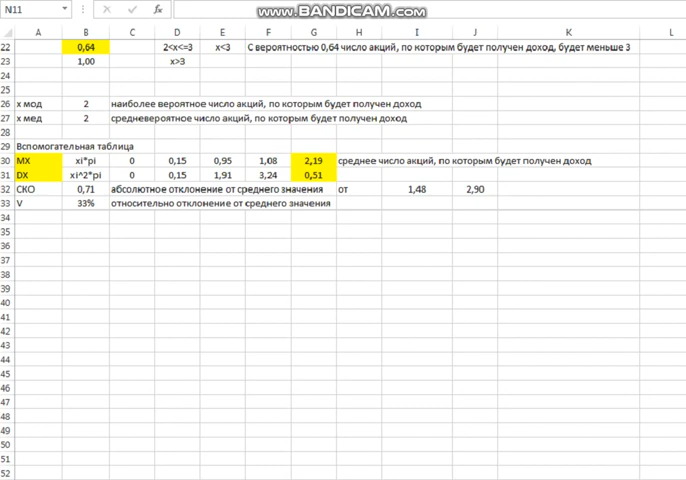 www.BANDICAM.com
N11 fx
A B C D E F G H I J K L
22 0,64 2<x<=3 x<3 С вероятностью 0,64 число акций, по которым будет получен доход, будет меньше 3
23 1,00 x>3
24
25
26 x мод 2 наиболее вероятное число акций, по которым будет получен доход
27 x мед 2 средневероятное число акций, по которым будет получен доход
28
29 Вспомогательная таблица
30 MX xi*pi 0 0,15 0,95 1,08 2,19 среднее число акций, по которым будет получен доход
31 DX xi^2*pi 0 0,15 1,91 3,24 0,51
32 СКО 0,71 абсолютное отклонение от среднего значения от 1,48 2,90
33 V 33% относительно отклонение от среднего значения
34
35
36
37
38
39
40
41
42
43
44
45
46
47
48
49
50
51
52